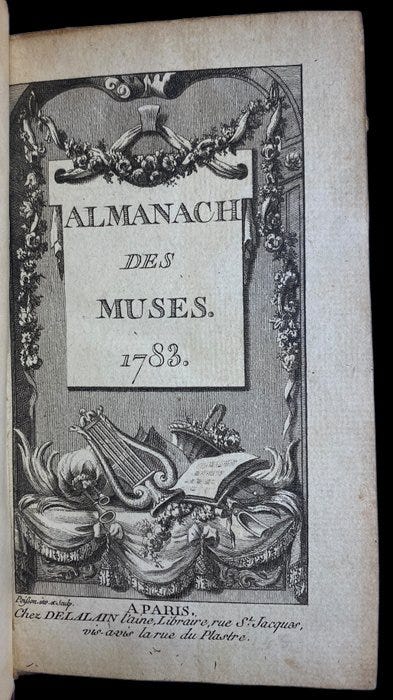 ALMANACH
DES
MUSES.
1783.
Poisson inv. et Sculp.
A PARIS,
Chez DELALAIN l'aine, Libraire, rue St. Jacques,
vis-à-vis la rue du Plastre.